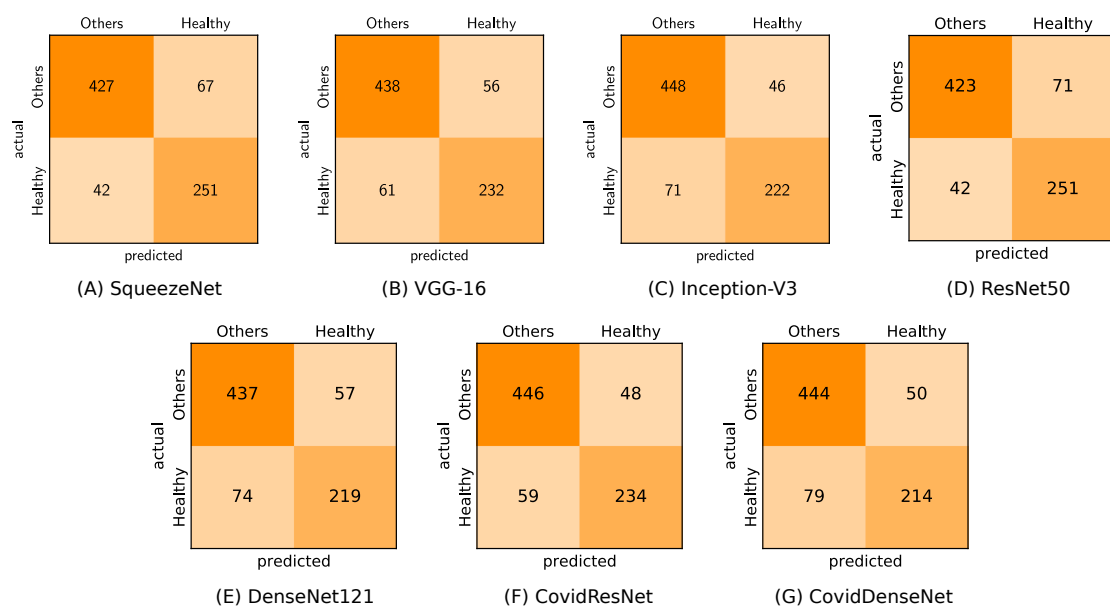 Others Healthy
Others 427 67
actual
Healthy 42 251
predicted
(A) SqueezeNet
Others Healthy
Others 438 56
actual
Healthy 61 232
predicted
(B) VGG-16
Others Healthy
Others 448 46
actual
Healthy 71 222
predicted
(C) Inception-V3
Others Healthy
Others 423 71
actual
Healthy 42 251
predicted
(D) ResNet50
Others Healthy
Others 437 57
actual
Healthy 74 219
predicted
(E) DenseNet121
Others Healthy
Others 446 48
actual
Healthy 59 234
predicted
(F) CovidResNet
Others Healthy
Others 444 50
actual
Healthy 79 214
predicted
(G) CovidDenseNet